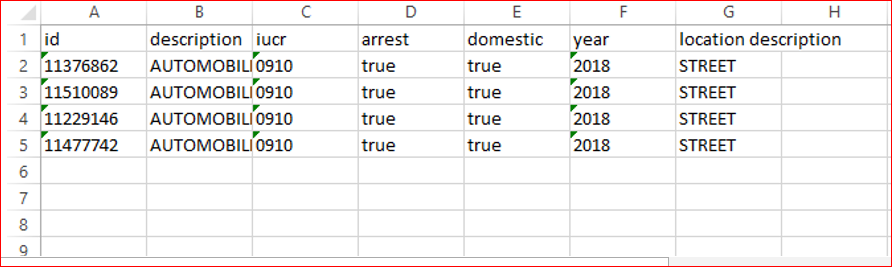 A B C D E F G H
1 id description iucr arrest domestic year location description
2 11376862 AUTOMOBIL 0910 true true 2018 STREET
3 11510089 AUTOMOBIL 0910 true true 2018 STREET
4 11229146 AUTOMOBIL 0910 true true 2018 STREET
5 11477742 AUTOMOBIL 0910 true true 2018 STREET
6
7
8
9